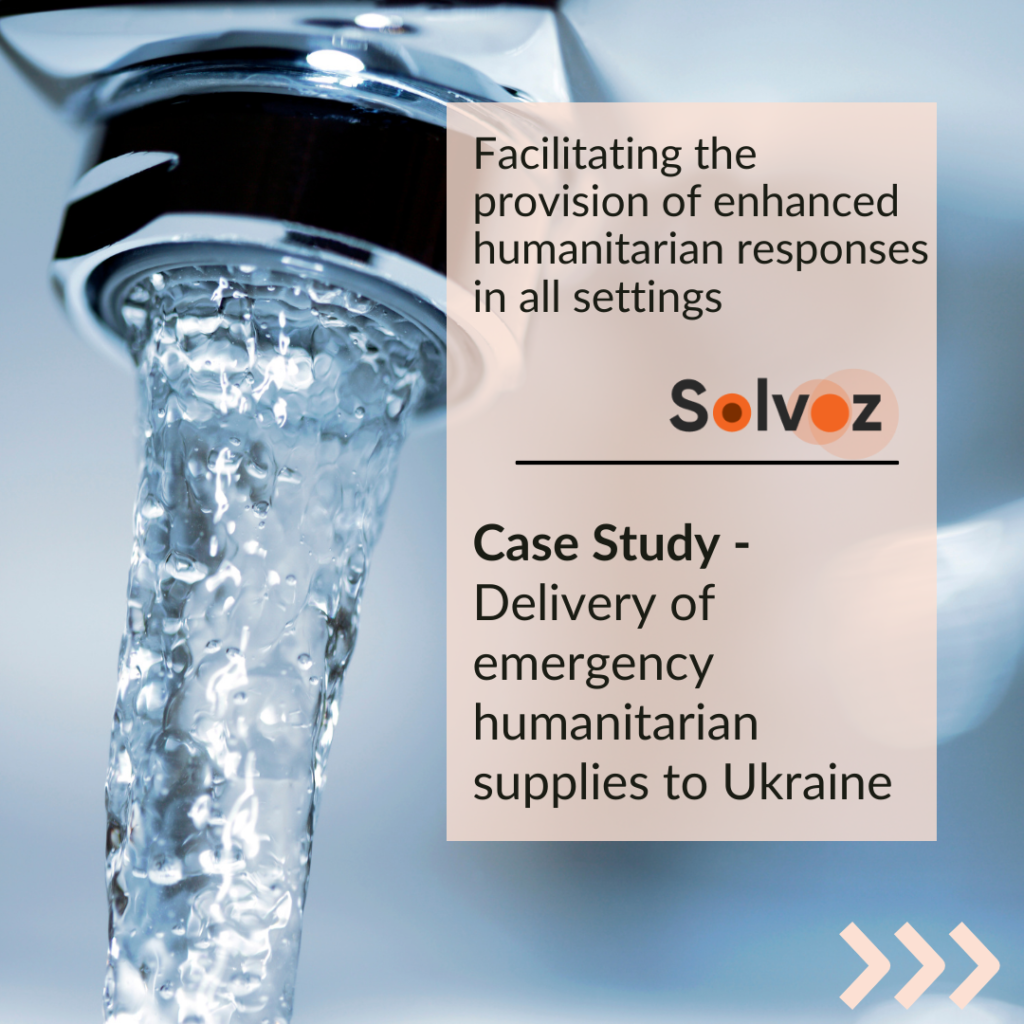 Facilitating the
provision of enhanced
humanitarian responses
in all settings
Solvoz
Case Study -
Delivery of
emergency
humanitarian
supplies to Ukraine